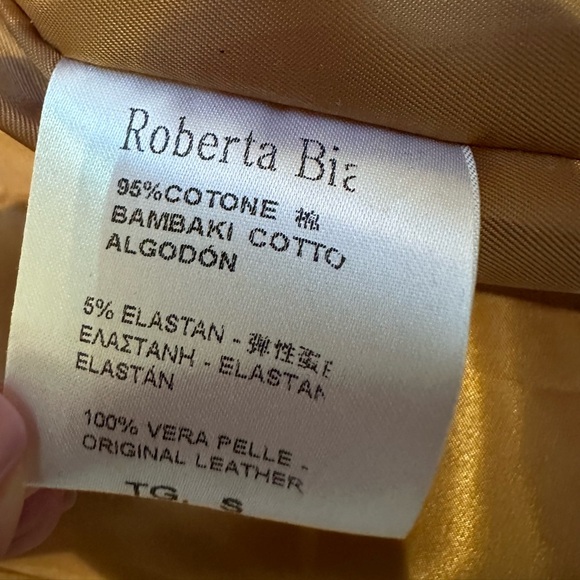 Roberta Bia
95%COTONE 棉
BAMBAKI COTTO
ALGODÓN
5% ELASTAN - 弹性蛋
ΕΛΑΣΤΑΝΗ - ELASTAN
ELASTÁN
100% VERA PELLE -
ORIGINAL LEATHER
TG. S